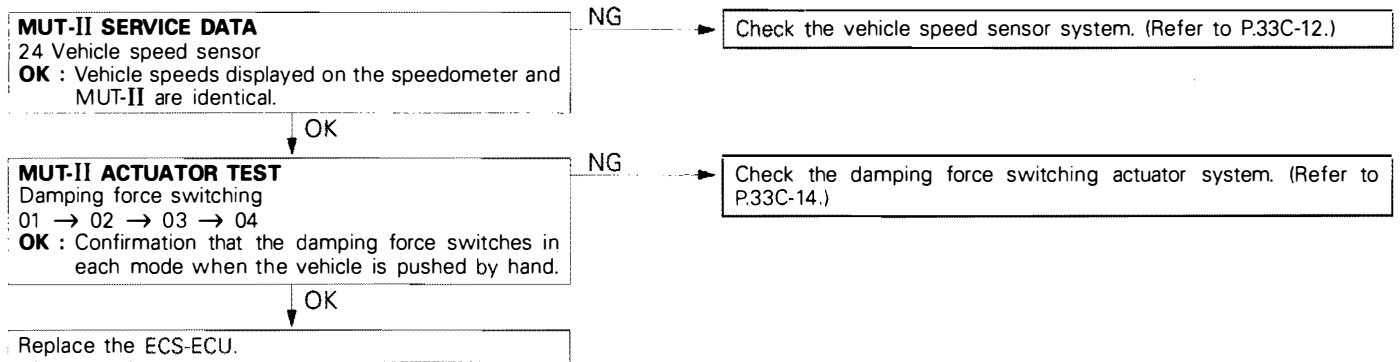 MUT-II SERVICE DATA
24 Vehicle speed sensor
OK : Vehicle speeds displayed on the speedometer and
MUT-II are identical.
NG
Check the vehicle speed sensor system. (Refer to P.33C-12.)
OK
MUT-II ACTUATOR TEST
Damping force switching
01 → 02 → 03 → 04
OK : Confirmation that the damping force switches in
each mode when the vehicle is pushed by hand.
NG
Check the damping force switching actuator system. (Refer to
P.33C-14.)
OK
Replace the ECS-ECU.